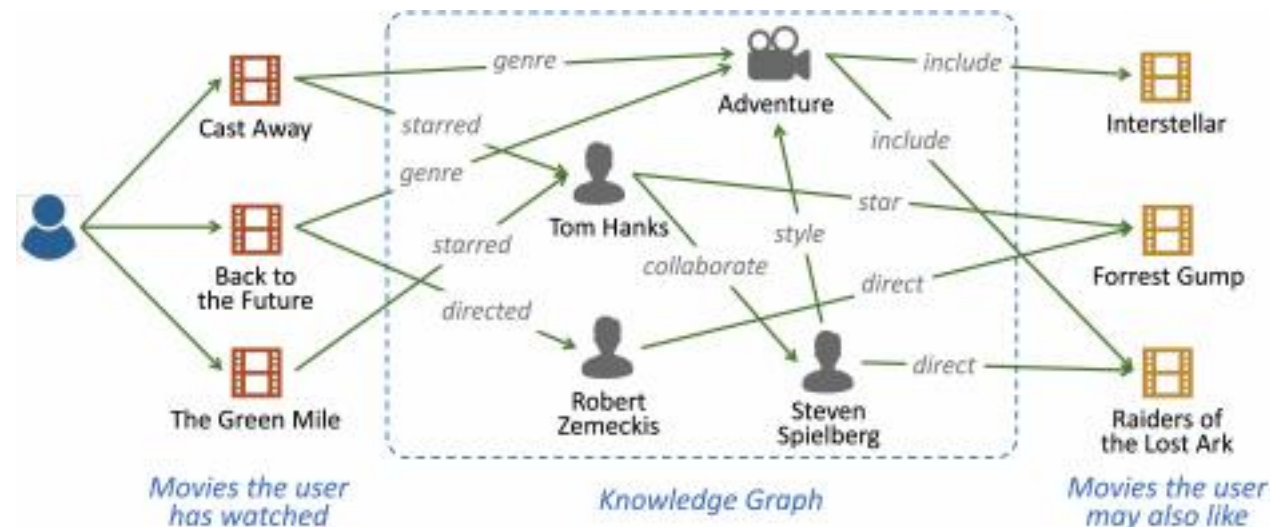 genre
include
Cast Away
Adventure
Interstellar
starred
include
genre
star
Tom Hanks
style
starred
collaborate
Back to
the Future
direct
Forrest Gump
directed
direct
The Green Mile
Robert
Zemeckis
Steven
Spielberg
Raiders of
the Lost Ark
Movies the user
has watched
Knowledge Graph
Movies the user
may also like